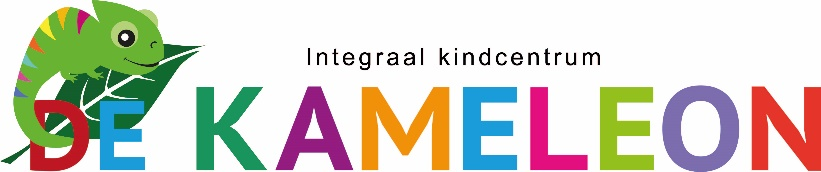 Integraal kindcentrum
DE KAMELEON